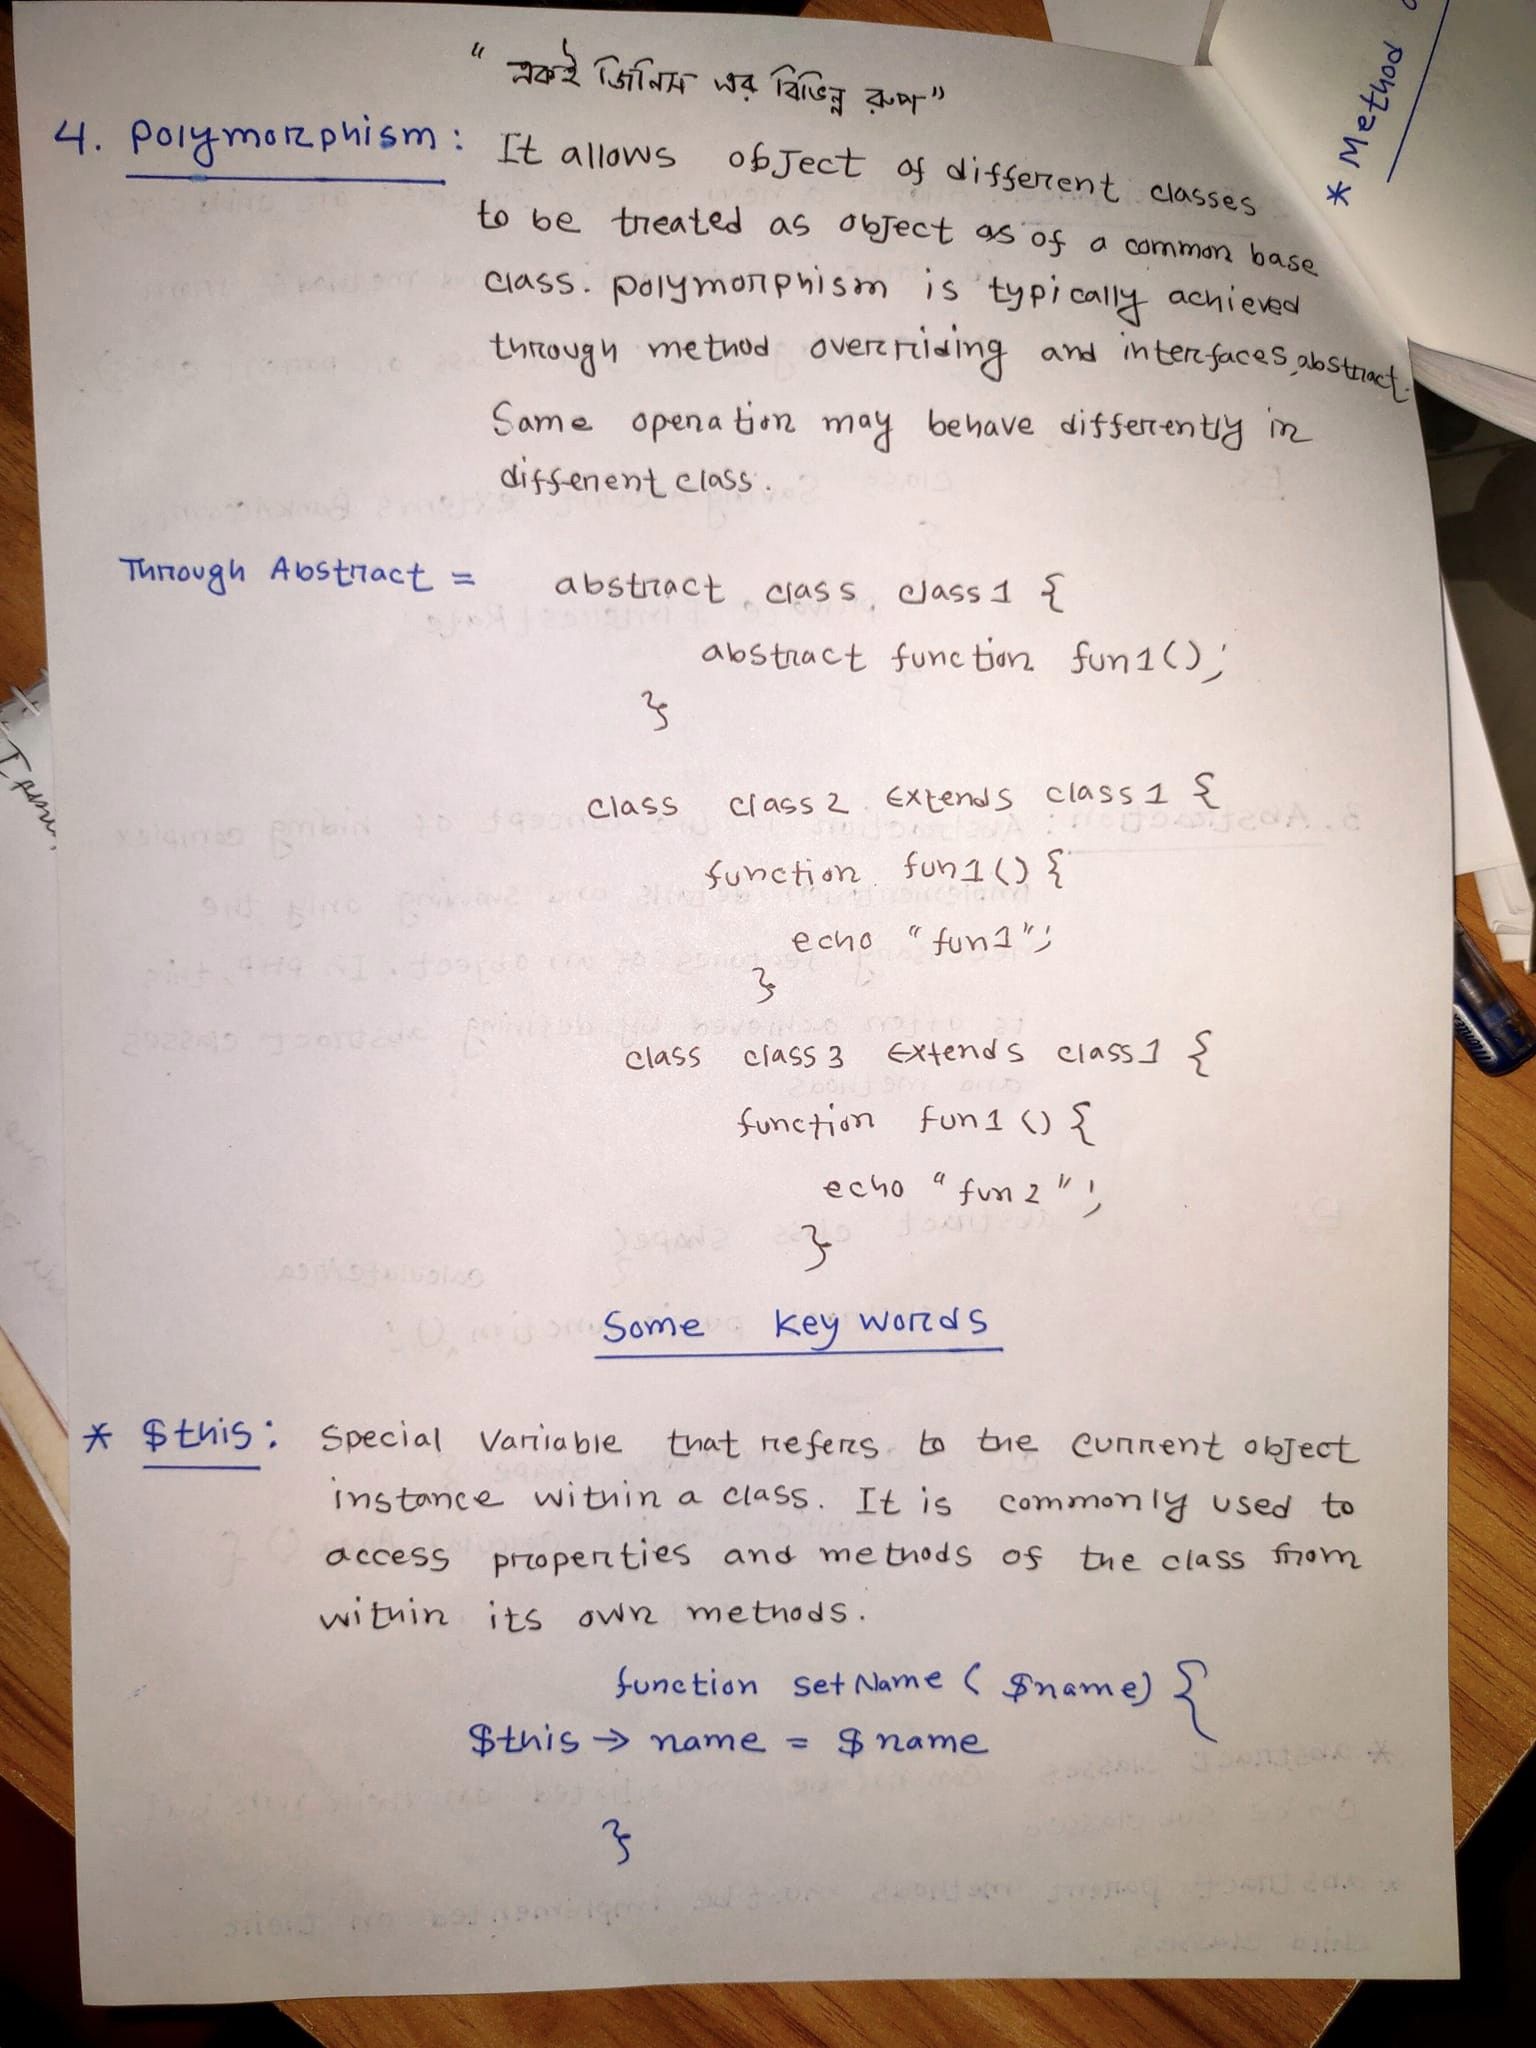 "একই জিনিস এর বিভিন্ন রুপ"
4. Polymorphism: It allows object of different classes
to be treated as object as of a common base
class. polymorphism is typically achieved
through method overriding and interfaces, abstract.
Same operation may behave differently in
different class.
Through Abstract = abstract class class1 {
abstract function fun1();
}
class class2 Extends class1 {
function fun1() {
echo "fun1";
}
class class3 Extends class1 {
function fun1() {
echo "fun2";
}
Some Key words
* $this: Special Variable that refers to the current object
instance within a class. It is commonly used to
access properties and methods of the class from
within its own methods.
function setName ( $name) {
$this → name = $name
}
* Method